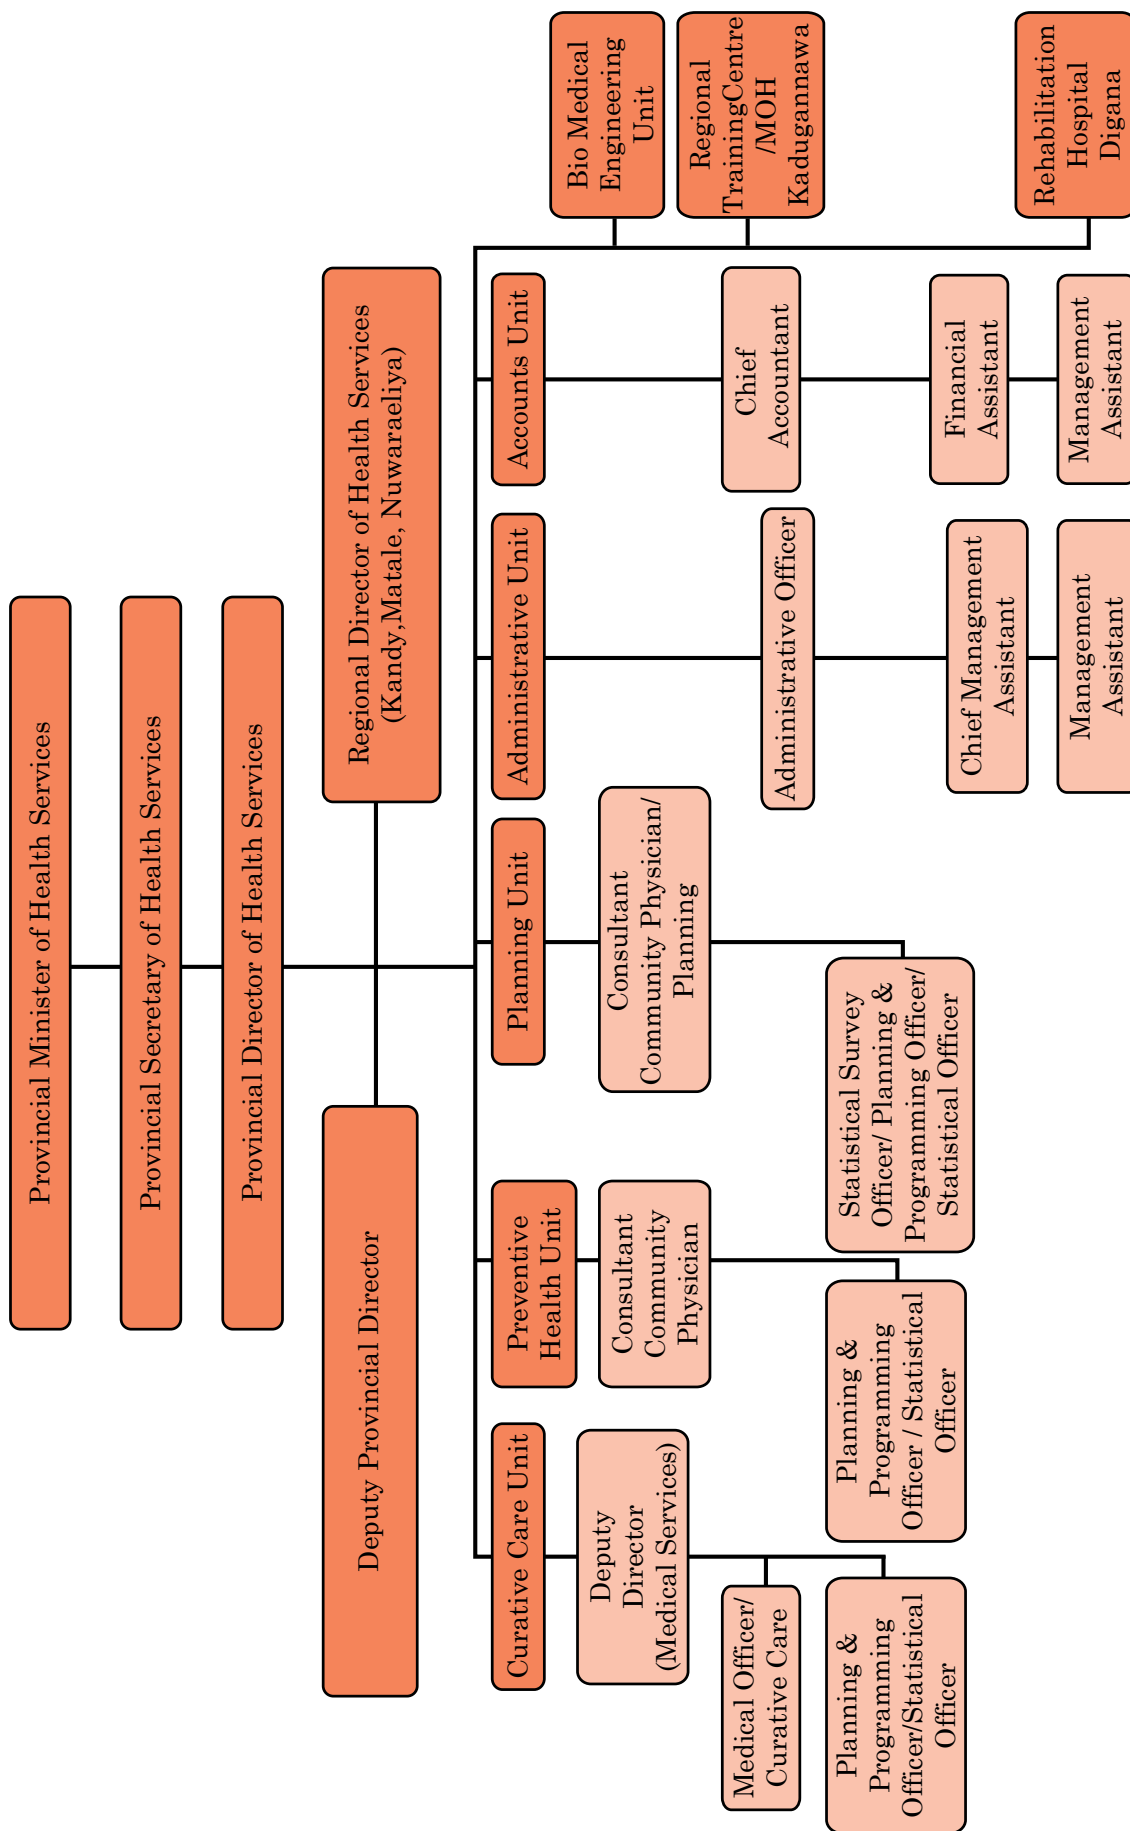 Provincial Minister of Health Services
Provincial Secretary of Health Services
Provincial Director of Health Services
Deputy Provincial Director
Regional Director of Health Services
(Kandy,Matale, Nuwaraeliya)
Curative Care Unit
Deputy
Director
(Medical Services)
Medical Officer/
Curative Care
Planning &
Programming
Officer/Statistical
Officer
Preventive
Health Unit
Consultant
Community
Physician
Planning &
Programming
Officer / Statistical
Officer
Planning Unit
Consultant
Community Physician/
Planning
Statistical Survey
Officer/ Planning &
Programming Officer/
Statistical Officer
Administrative Unit
Administrative Officer
Chief Management
Assistant
Management
Assistant
Accounts Unit
Chief
Accountant
Financial
Assistant
Management
Assistant
Bio Medical
Engineering
Unit
Regional
TrainingCentre
/MOH
Kadugannawa
Rehabilitation
Hospital
Digana